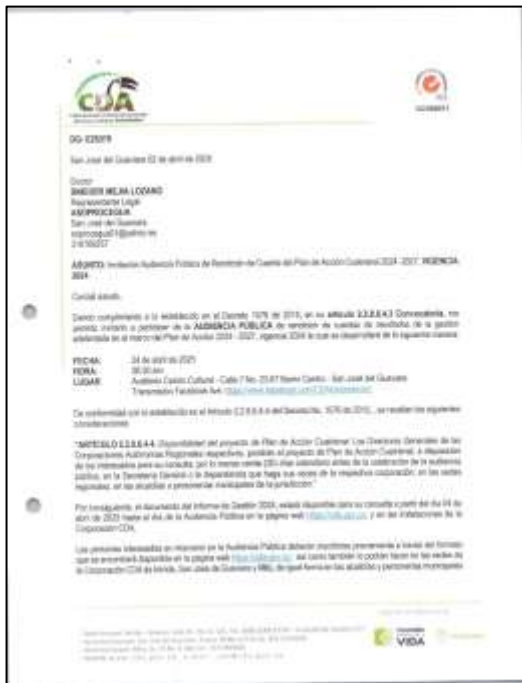 CDA
San José del Guaviare 02 de abril de 2025
Doctor
MEJIA LOZANO
Representante Legal
ASOPROCEGUA
San José del Guaviare
ASUNTO: Invitación Audiencia Pública de Rendición de Cuenta del Plan de Acción Cuatrienal 2024 -2027, VIGENCIA
2024
Cordial saludo,
Dando cumplimiento a lo establecido en el Decreto 1076 de 2015, en su artículo 2.2.8.6.4.3 Convocatoria, me
permito invitarlo a participar de la AUDIENCIA PÚBLICA de rendición de cuentas de resultados de la gestión
adelantada en el marco del Plan de Acción 2024 - 2027, vigencia 2024 la cual se desarrollará de la siguiente manera:
FECHA: 24 de abril de 2025
HORA:
LUGAR: Auditorio Casino Cultural - Calle 7 No. Barrio Centro - San José del Guaviare
Transmisión Facebook live:
De conformidad con lo establecido en el Artículo 2.2.8.6.4.4 del Decreto No. 1076 de 2015, se realizan las siguientes
consideraciones:
"ARTÍCULO 2.2.8.6.4.4. Disponibilidad del proyecto de Plan de Acción Cuatrienal. Los Directores Generales de las
Corporaciones Autónomas Regionales respectivas, pondrán el proyecto de Plan de Acción Cuatrienal, a disposición
de los interesados para su consulta, por lo menos veinte (20) días calendario antes de la celebración de la audiencia
pública, en la Secretaría General o la dependencia que haga sus veces de la respectiva corporación, en las sedes
regionales, en las alcaldías o personerías municipales de la jurisdicción."
Por consiguiente, el documento del Informe de Gestión 2024, estará disponible para su consulta a partir del día 04 de
abril de 2025 hasta el día de la Audiencia Pública en la página web y en las instalaciones de la
Corporación CDA.
Las personas interesadas en intervenir en la Audiencia Pública deberán inscribirse previamente a través del formato
que se encontrará disponible en la página web así como también lo podrán hacer en las sedes de
la Corporación CDA de Inírida, San José del Guaviare y Mitú, de igual forma en las alcaldías y personerías municipales
VIDA